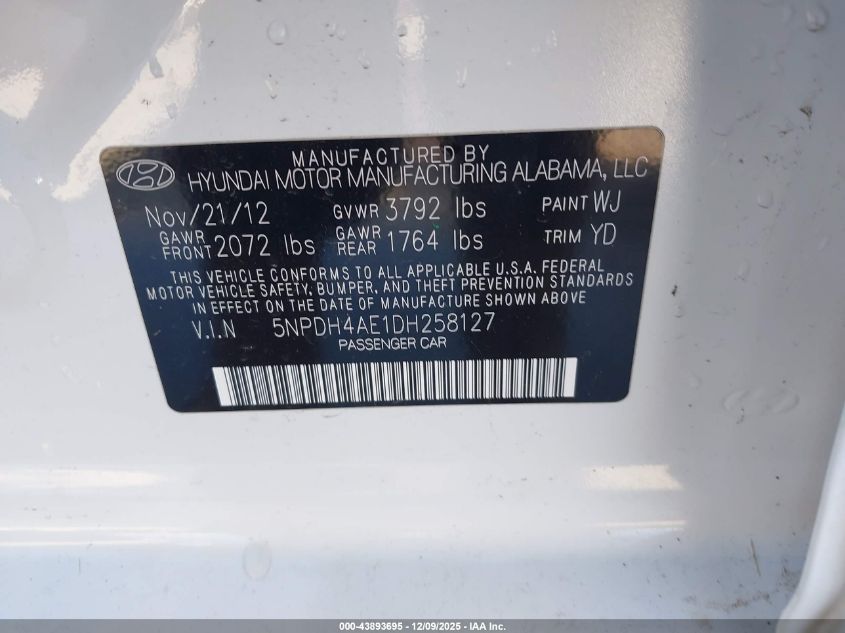 MANUFACTURED BY
HYUNDAI MOTOR MANUFACTURING ALABAMA, LLC
Nov/21/12 GVWR 3792 lbs PAINT WJ
GAWR FRONT 2072 lbs GAWR REAR 1764 lbs TRIM YD
THIS VEHICLE CONFORMS TO ALL APPLICABLE U.S.A. FEDERAL
MOTOR VEHICLE SAFETY, BUMPER, AND THEFT PREVENTION STANDARDS
IN EFFECT ON THE DATE OF MANUFACTURE SHOWN ABOVE
V.I.N 5NPDH4AE1DH258127
PASSENGER CAR
000-43893695 - 12/09/2025 - IAA Inc.